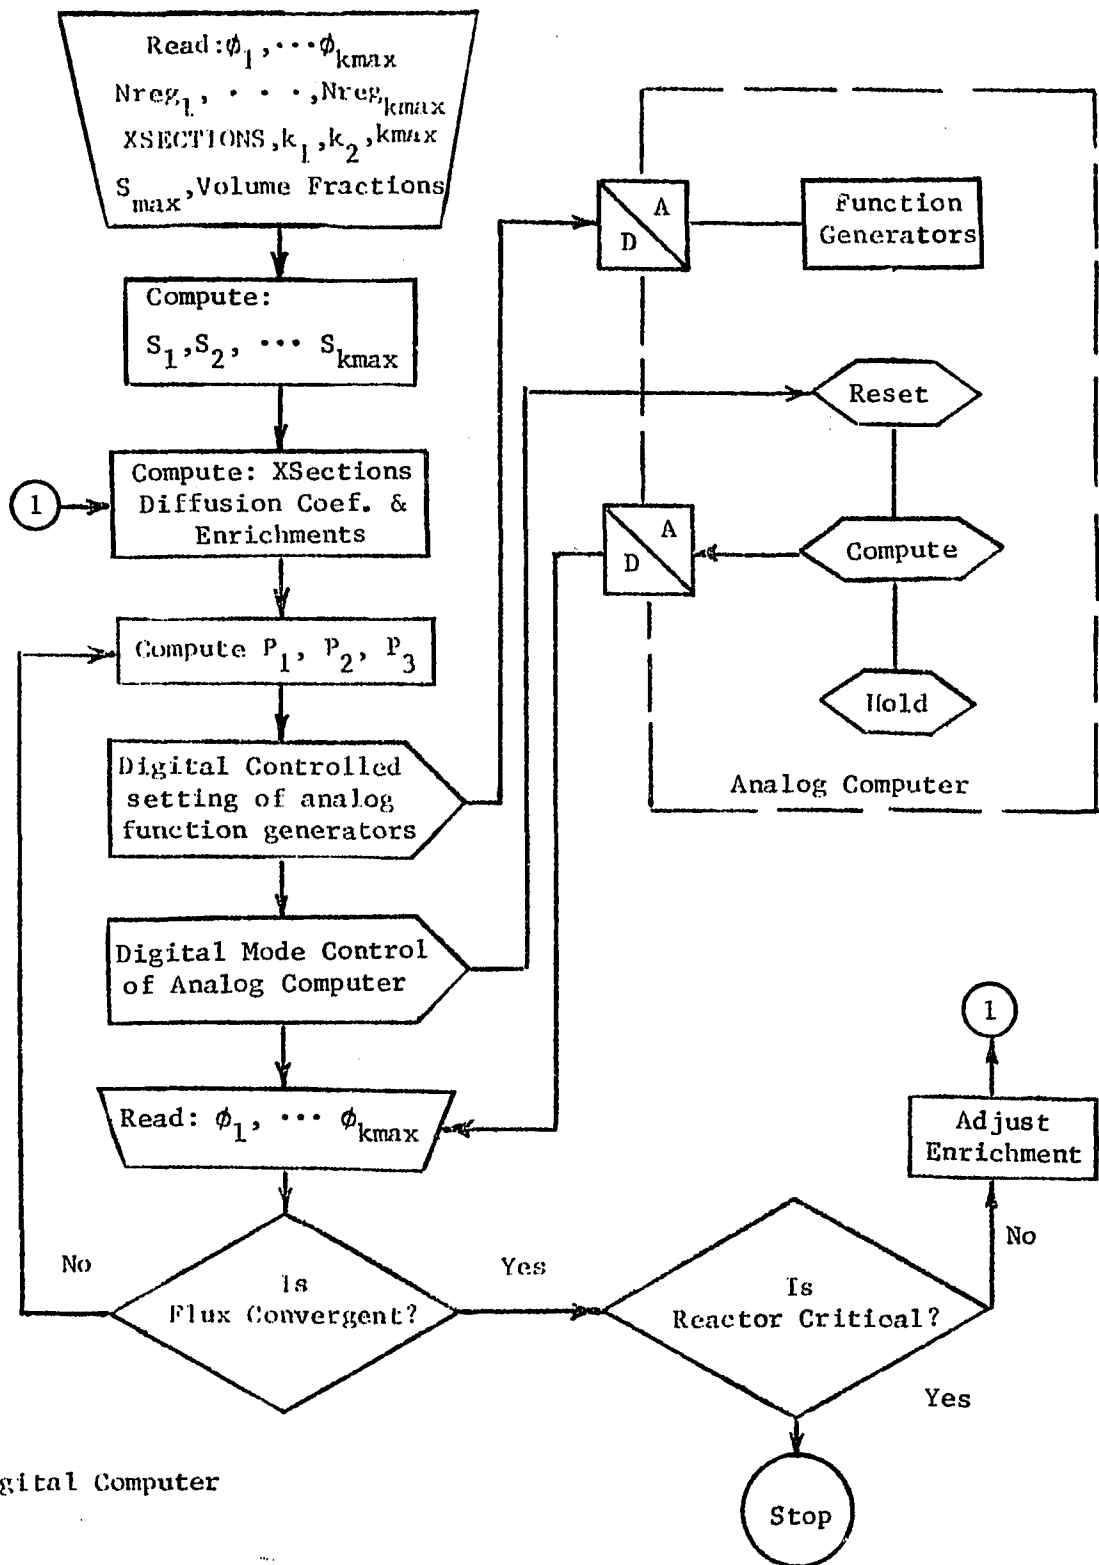 Read: ϕ₁, ··· ϕkmax
Nreg₁, · · · , Nregkmax
XSECTIONS, k₁, k₂, kmax
Smax, Volume Fractions
Compute:
S₁, S₂, ··· Skmax
1
Compute: XSections
Diffusion Coef. &
Enrichments
Compute P₁, P₂, P₃
Digital Controlled
setting of analog
function generators
Digital Mode Control
of Analog Computer
Read: ϕ₁, ··· ϕkmax
No
Is
Flux Convergent?
Yes
Is
Reactor Critical?
No
Adjust
Enrichment
1
Yes
Stop
A
D
Function
Generators
Reset
A
D
Compute
Hold
Analog Computer
gital Computer